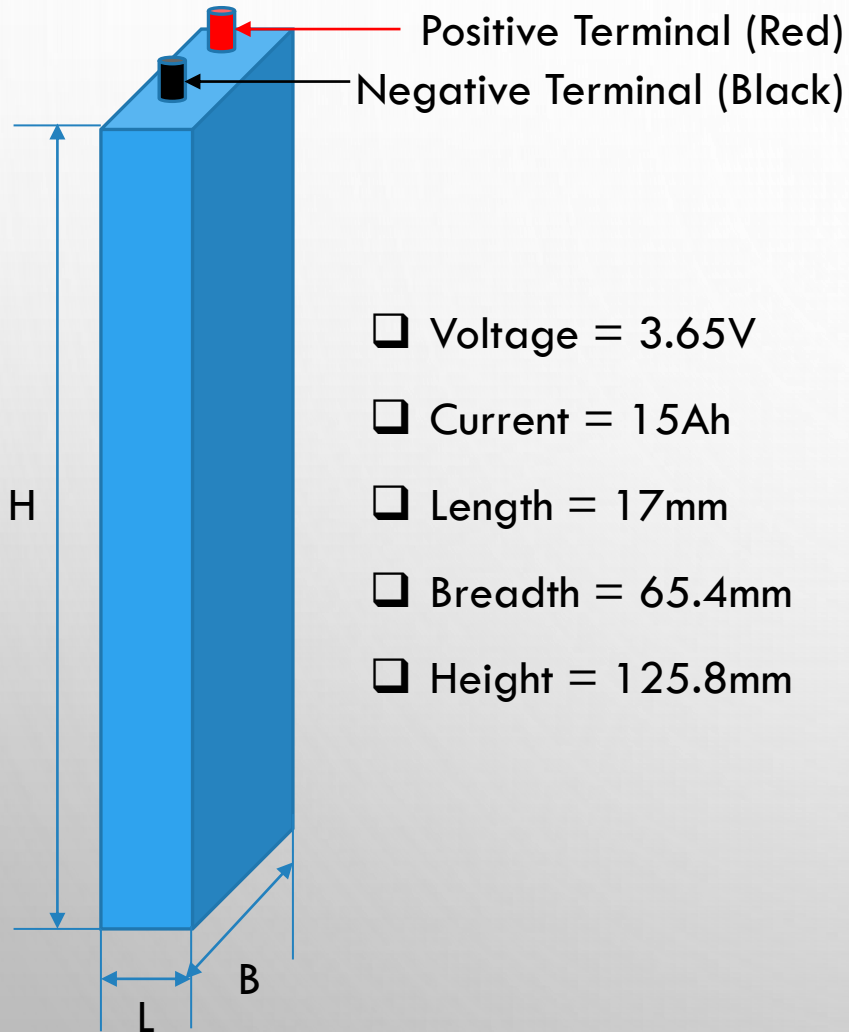 Positive Terminal (Red)
Negative Terminal (Black)
H
Voltage = 3.65V
Current = 15Ah
Length = 17mm
Breadth = 65.4mm
Height = 125.8mm
B
L